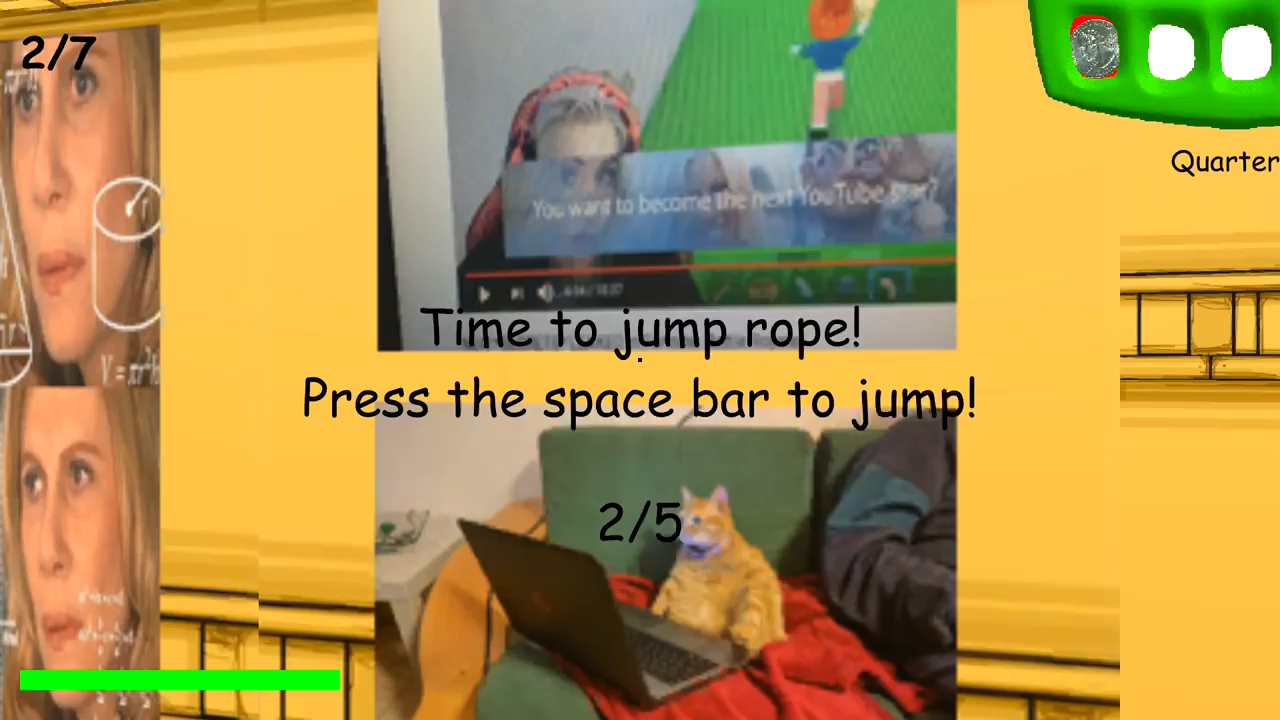 2/7
Quarter
You want to become the next YouTube star?
Time to jump rope!
Press the space bar to jump!
2/5
r
V = πr²h